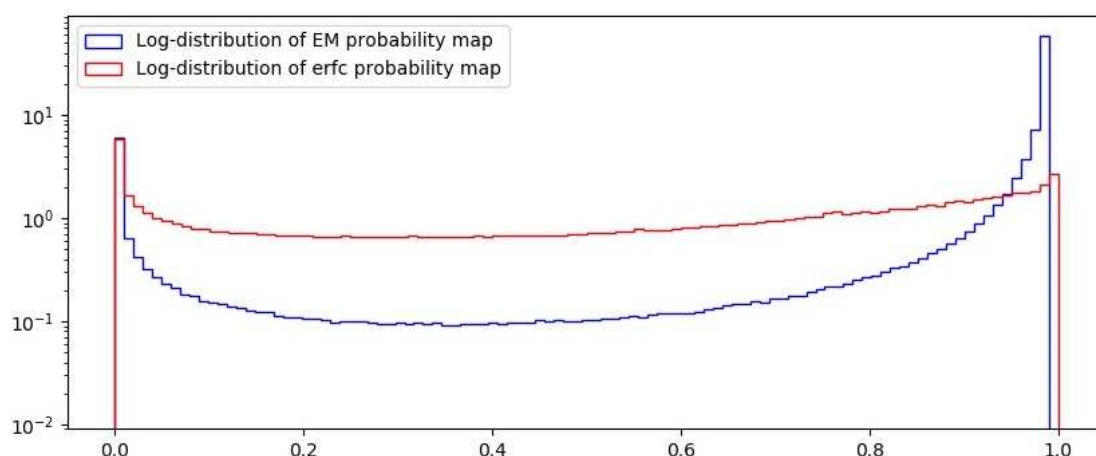 Log-distribution of EM probability map
Log-distribution of erfc probability map
10¹
10⁰
10⁻¹
10⁻²
0.0 0.2 0.4 0.6 0.8 1.0